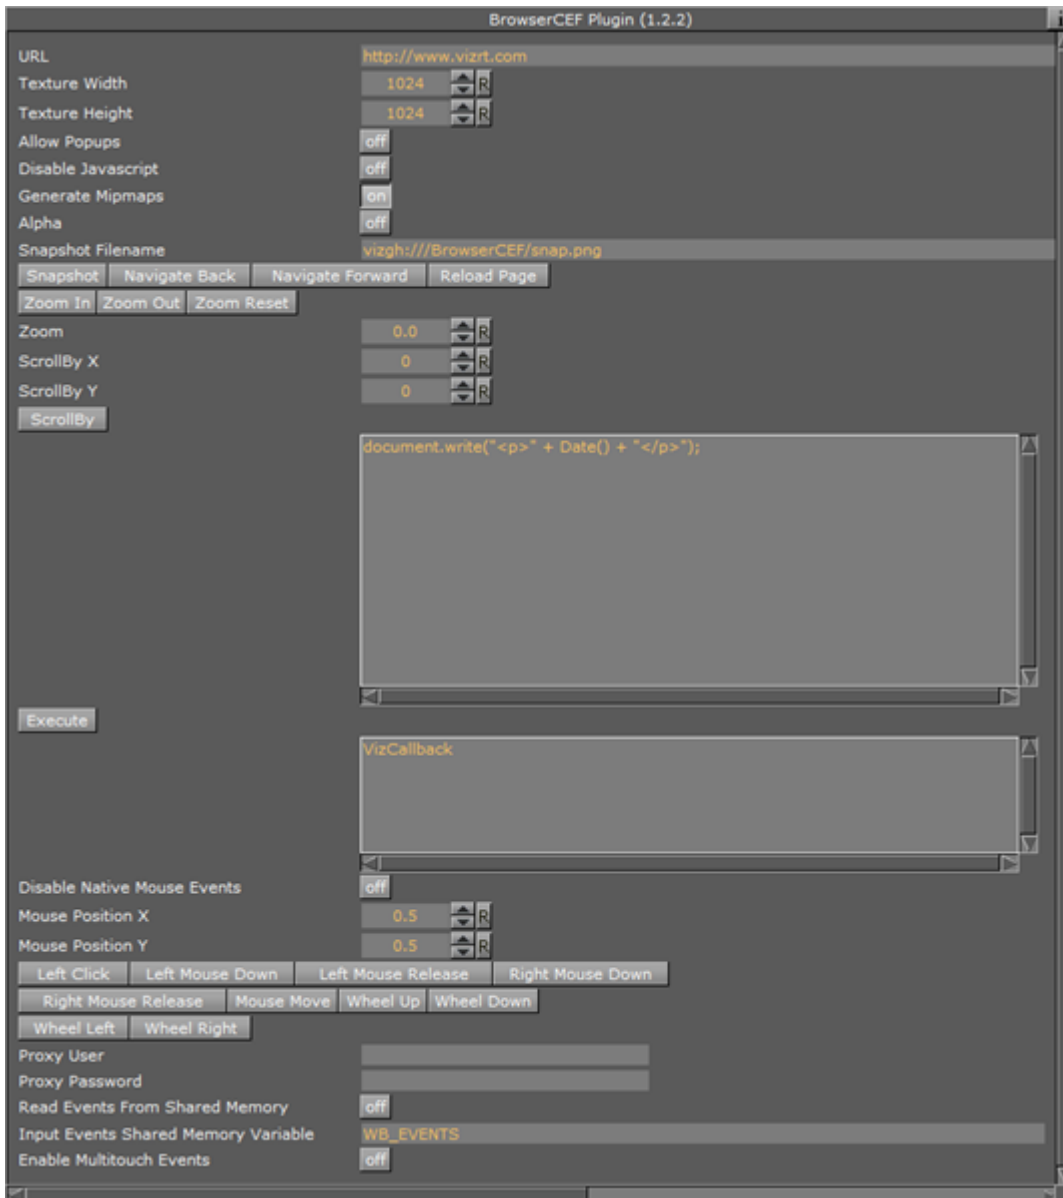 BrowserCEF Plugin (1.2.2)
URL http://www.vizrt.com
Texture Width 1024 R
Texture Height 1024 R
Allow Popups off
Disable Javascript off
Generate Mipmaps on
Alpha off
Snapshot Filename vizgh:///BrowserCEF/snap.png
Snapshot Navigate Back Navigate Forward Reload Page
Zoom In Zoom Out Zoom Reset
Zoom 0.0 R
ScrollBy X 0 R
ScrollBy Y 0 R
ScrollBy
document.write("<p>" + Date() + "</p>");
Execute
VizCallback
Disable Native Mouse Events off
Mouse Position X 0.5 R
Mouse Position Y 0.5 R
Left Click Left Mouse Down Left Mouse Release Right Mouse Down
Right Mouse Release Mouse Move Wheel Up Wheel Down
Wheel Left Wheel Right
Proxy User
Proxy Password
Read Events From Shared Memory off
Input Events Shared Memory Variable WB_EVENTS
Enable Multitouch Events off